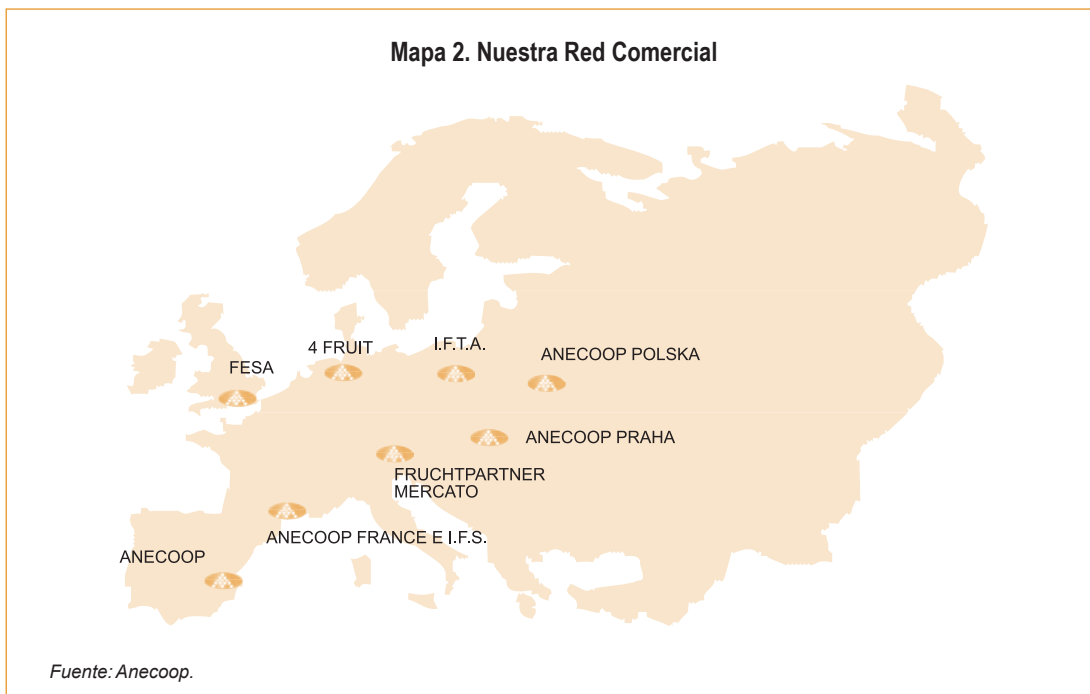 Mapa 2. Nuestra Red Comercial
4 FRUIT
I.F.T.A.
ANECOOP POLSKA
FESA
ANECOOP PRAHA
FRUCHTPARTNER
MERCATO
ANECOOP FRANCE E I.F.S.
ANECOOP
Fuente: Anecoop.